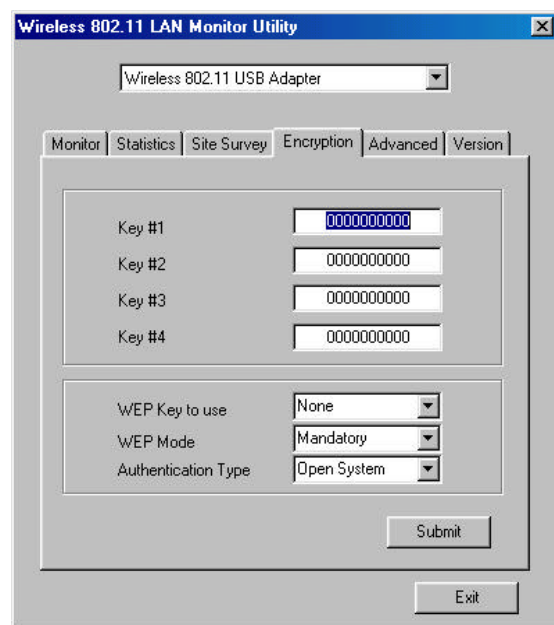 Wireless 802.11 LAN Monitor Utility
Wireless 802.11 USB Adapter
Monitor Statistics Site Survey Encryption Advanced Version
Key #1 0000000000
Key #2 0000000000
Key #3 0000000000
Key #4 0000000000
WEP Key to use None
WEP Mode Mandatory
Authentication Type Open System
Submit
Exit